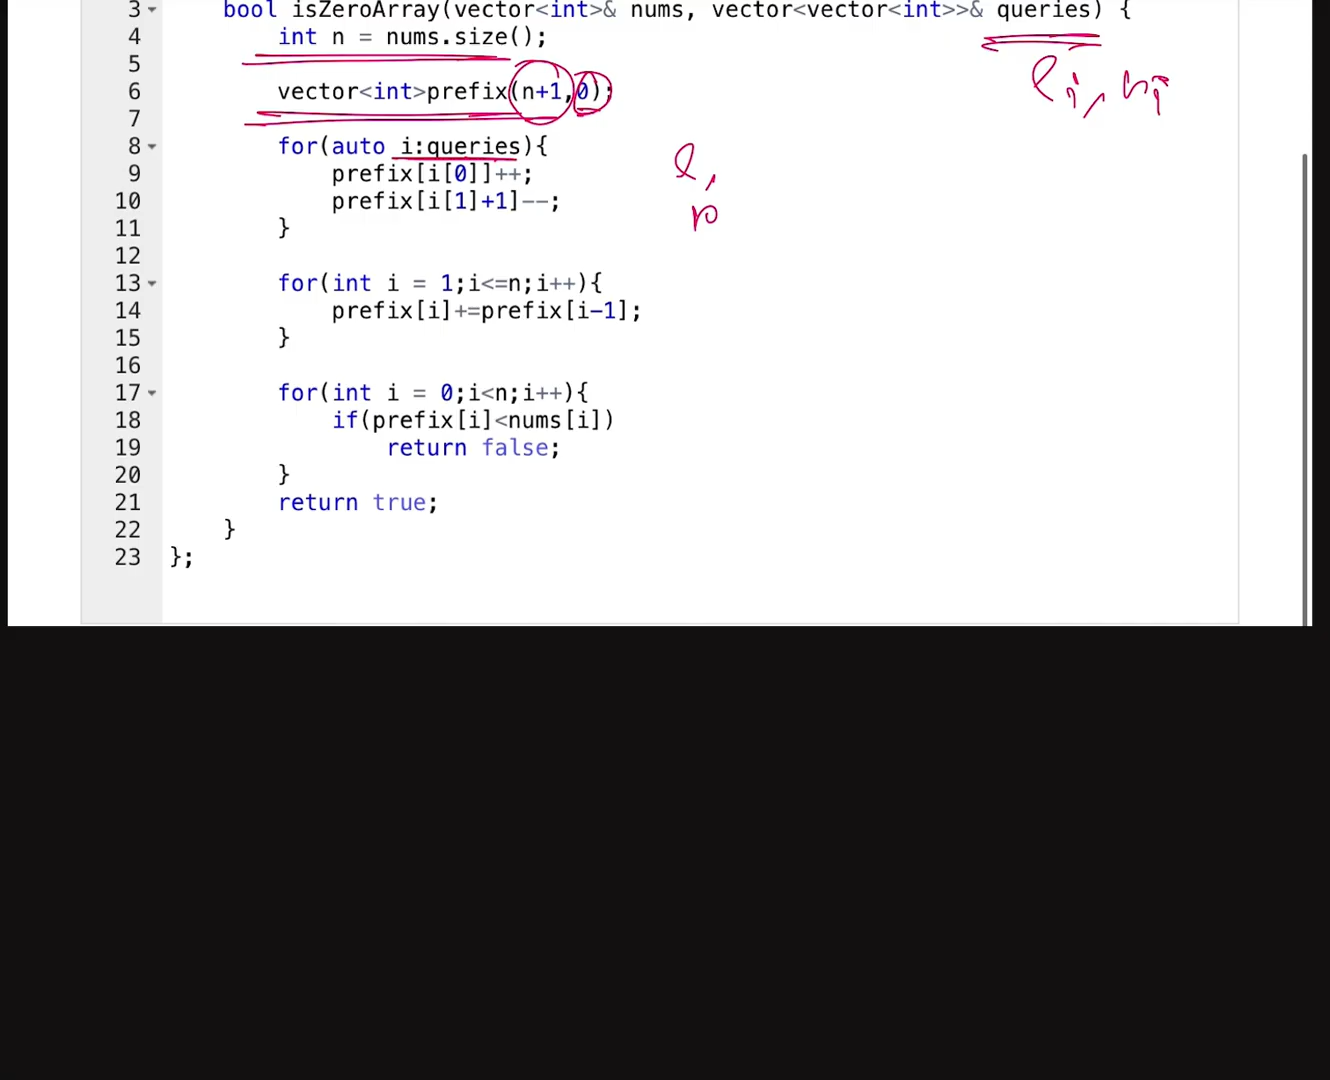 3 bool isZeroArray(vector<int>& nums, vector<vector<int>>& queries) {
4 int n = nums.size();
5
6 vector<int>prefix(n+1,0);
7
8 for(auto i:queries){
9 prefix[i[0]]++;
10 prefix[i[1]+1]--;
11 }
12
13 for(int i = 1;i<=n;i++){
14 prefix[i]+=prefix[i-1];
15 }
16
17 for(int i = 0;i<n;i++){
18 if(prefix[i]<nums[i])
19 return false;
20 }
21 return true;
22 }
23 };
li, ri
l,
r